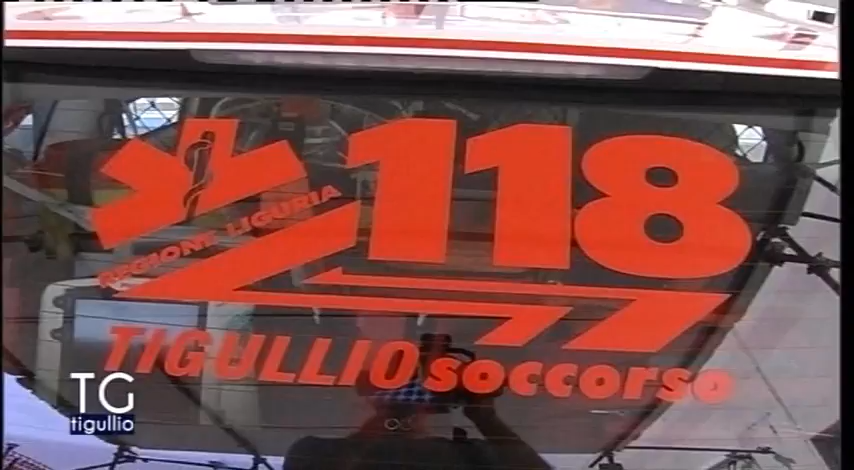 118
REGIONE LIGURIA
TIGULLIO soccorso
TG
tigullio